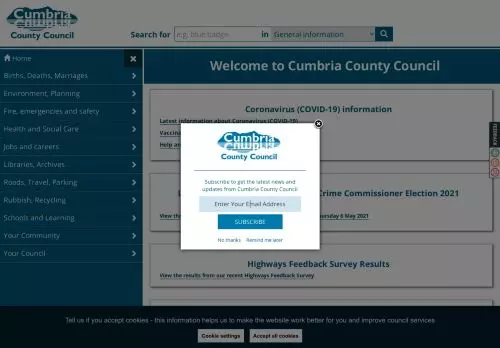 Cumbria
County Council
Search for e.g. blue badge in General information
Home
Births, Deaths, Marriages
Environment, Planning
Fire, emergencies and safety
Health and Social Care
Jobs and careers
Libraries, Archives
Roads, Travel, Parking
Rubbish, Recycling
Schools and Learning
Your Community
Your Council
Welcome to Cumbria County Council
Coronavirus (COVID-19) information
Latest information about Coronavirus (COVID-19)
Vaccina
Help an
Crime Commissioner Election 2021
View the
ursday 6 May 2021
Highways Feedback Survey Results
View the results from our recent Highways Feedback Survey
FEEDBACK
Cumbria
County Council
Subscribe to get the latest news and
updates from Cumbria County Council
Enter Your Email Address
SUBSCRIBE
No thanks Remind me later
Tell us if you accept cookies - this information helps us to make the website work better for you and improve council services
Cookie settings Accept all cookies